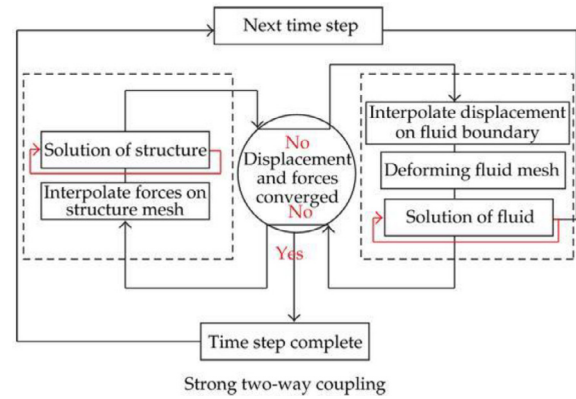 Next time step
Solution of structure
Interpolate forces on
structure mesh
No
Displacement
and forces
converged
No
Yes
Interpolate displacement
on fluid boundary
Deforming fluid mesh
Solution of fluid
Time step complete
Strong two-way coupling